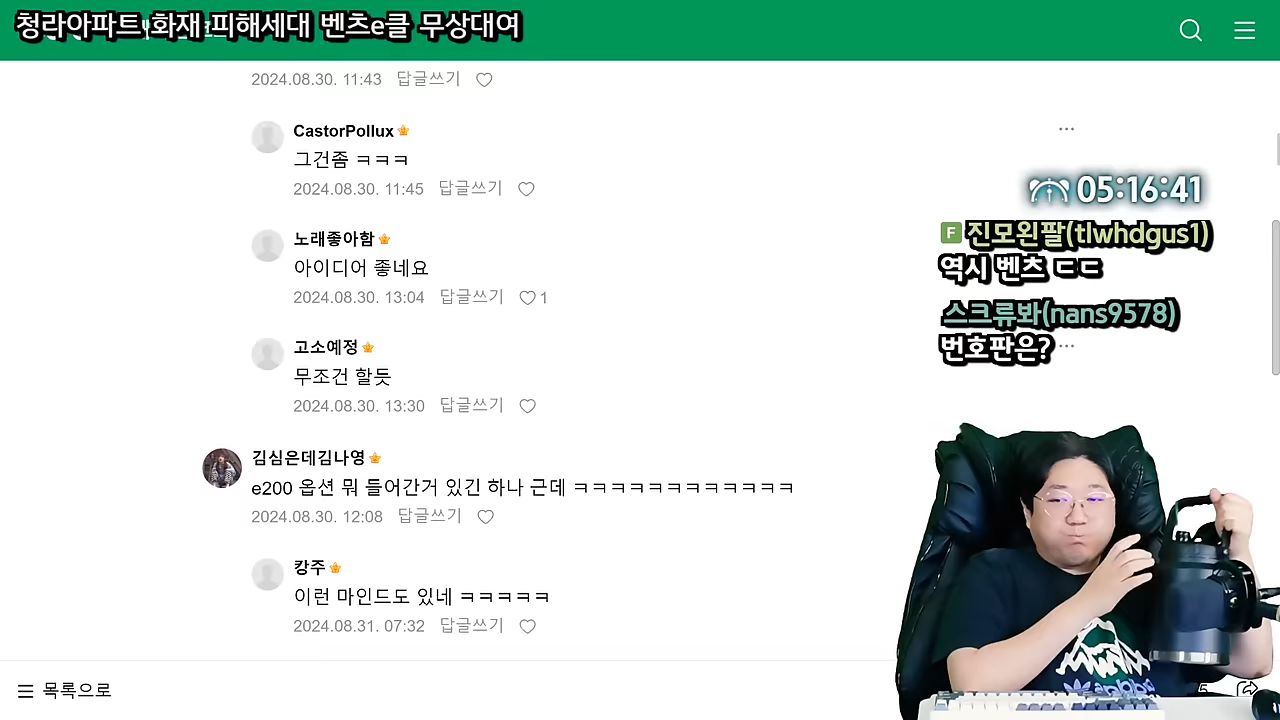 청라아파트 화재 피해세대 벤츠e클 무상대여
2024.08.30. 11:43 답글쓰기
CastorPollux
그건좀 ㅋㅋㅋ
2024.08.30. 11:45 답글쓰기
05:16:41
F 진모왼팔(tlwhdgus1)
역시 벤츠 ㄷㄷ
노래좋아함
아이디어 좋네요
2024.08.30. 13:04 답글쓰기 1
스크류봐(nans9578)
번호판은?
고소예정
무조건 할듯
2024.08.30. 13:30 답글쓰기
김심은데김나영
e200 옵션 뭐 들어간거 있긴 하나 근데 ㅋㅋㅋㅋㅋㅋㅋㅋㅋㅋㅋㅋ
2024.08.30. 12:08 답글쓰기
캉주
이런 마인드도 있네 ㅋㅋㅋㅋㅋ
2024.08.31. 07:32 답글쓰기
adidas
목록으로